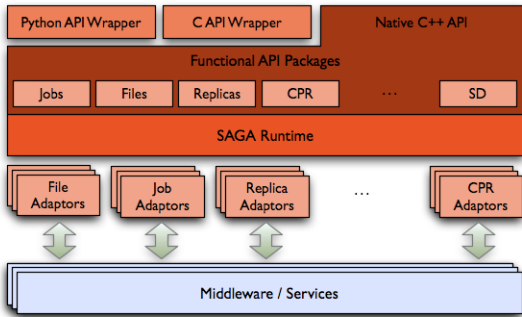 Python API Wrapper C API Wrapper Native C++ API
Functional API Packages
Jobs Files Replicas CPR ... SD
SAGA Runtime
File Job Replica ... CPR
Adaptors Adaptors Adaptors Adaptors
Middleware / Services